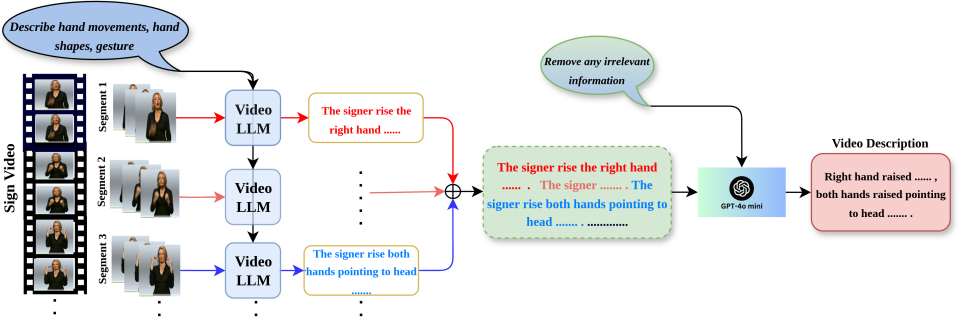 Describe hand movements, hand
shapes, gesture
Sign Video
Segment 1
Segment 2
Segment 3
Video
LLM
Video
LLM
Video
LLM
The signer rise the
right hand ......
The signer rise both
hands pointing to head
.......
The signer rise the right hand
...... . The signer ....... . The
signer rise both hands pointing to
head ....... . .............
Remove any irrelevant
information
GPT-4o mini
Video Description
Right hand raised ...... ,
both hands raised pointing
to head ....... .